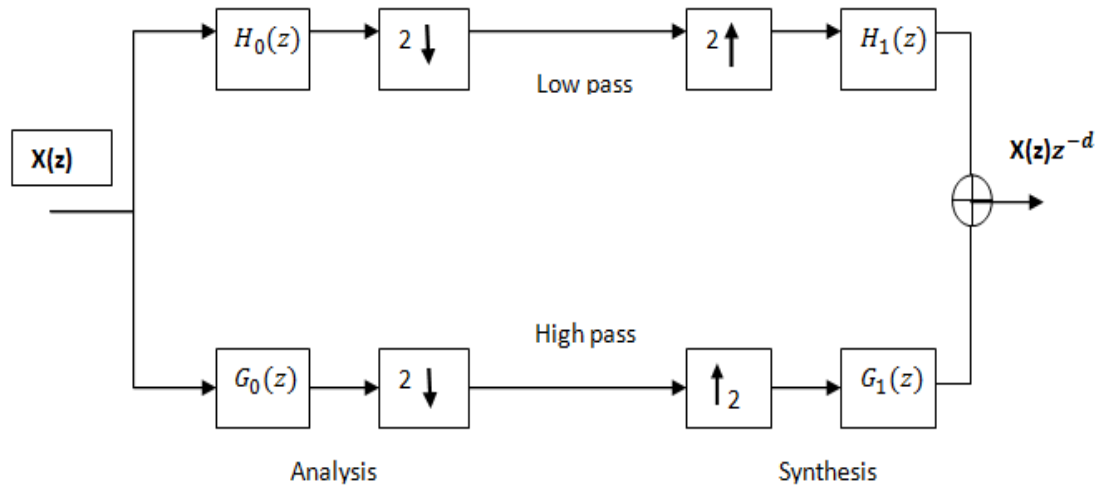 H₀(z) 2 ↓ 2 ↑ H₁(z)
Low pass
X(z) X(z)z⁻ᵈ
High pass
G₀(z) 2 ↓ ↑ 2 G₁(z)
Analysis Synthesis